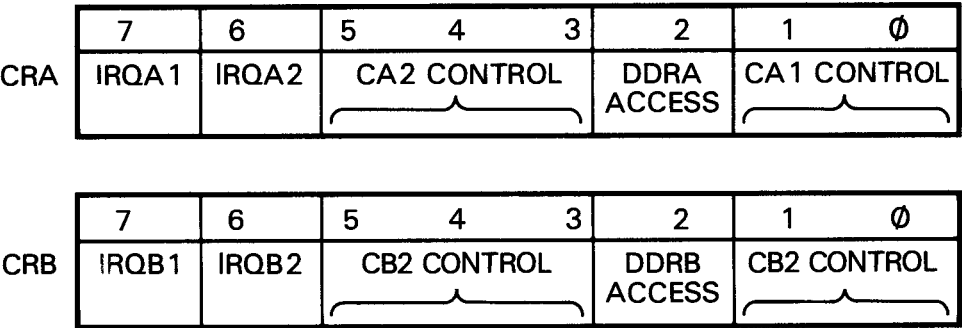 7 6 5 4 3 2 1 Ø
CRA IRQA1 IRQA2 CA2 CONTROL DDRA ACCESS CA1 CONTROL
7 6 5 4 3 2 1 Ø
CRB IRQB1 IRQB2 CB2 CONTROL DDRB ACCESS CB2 CONTROL